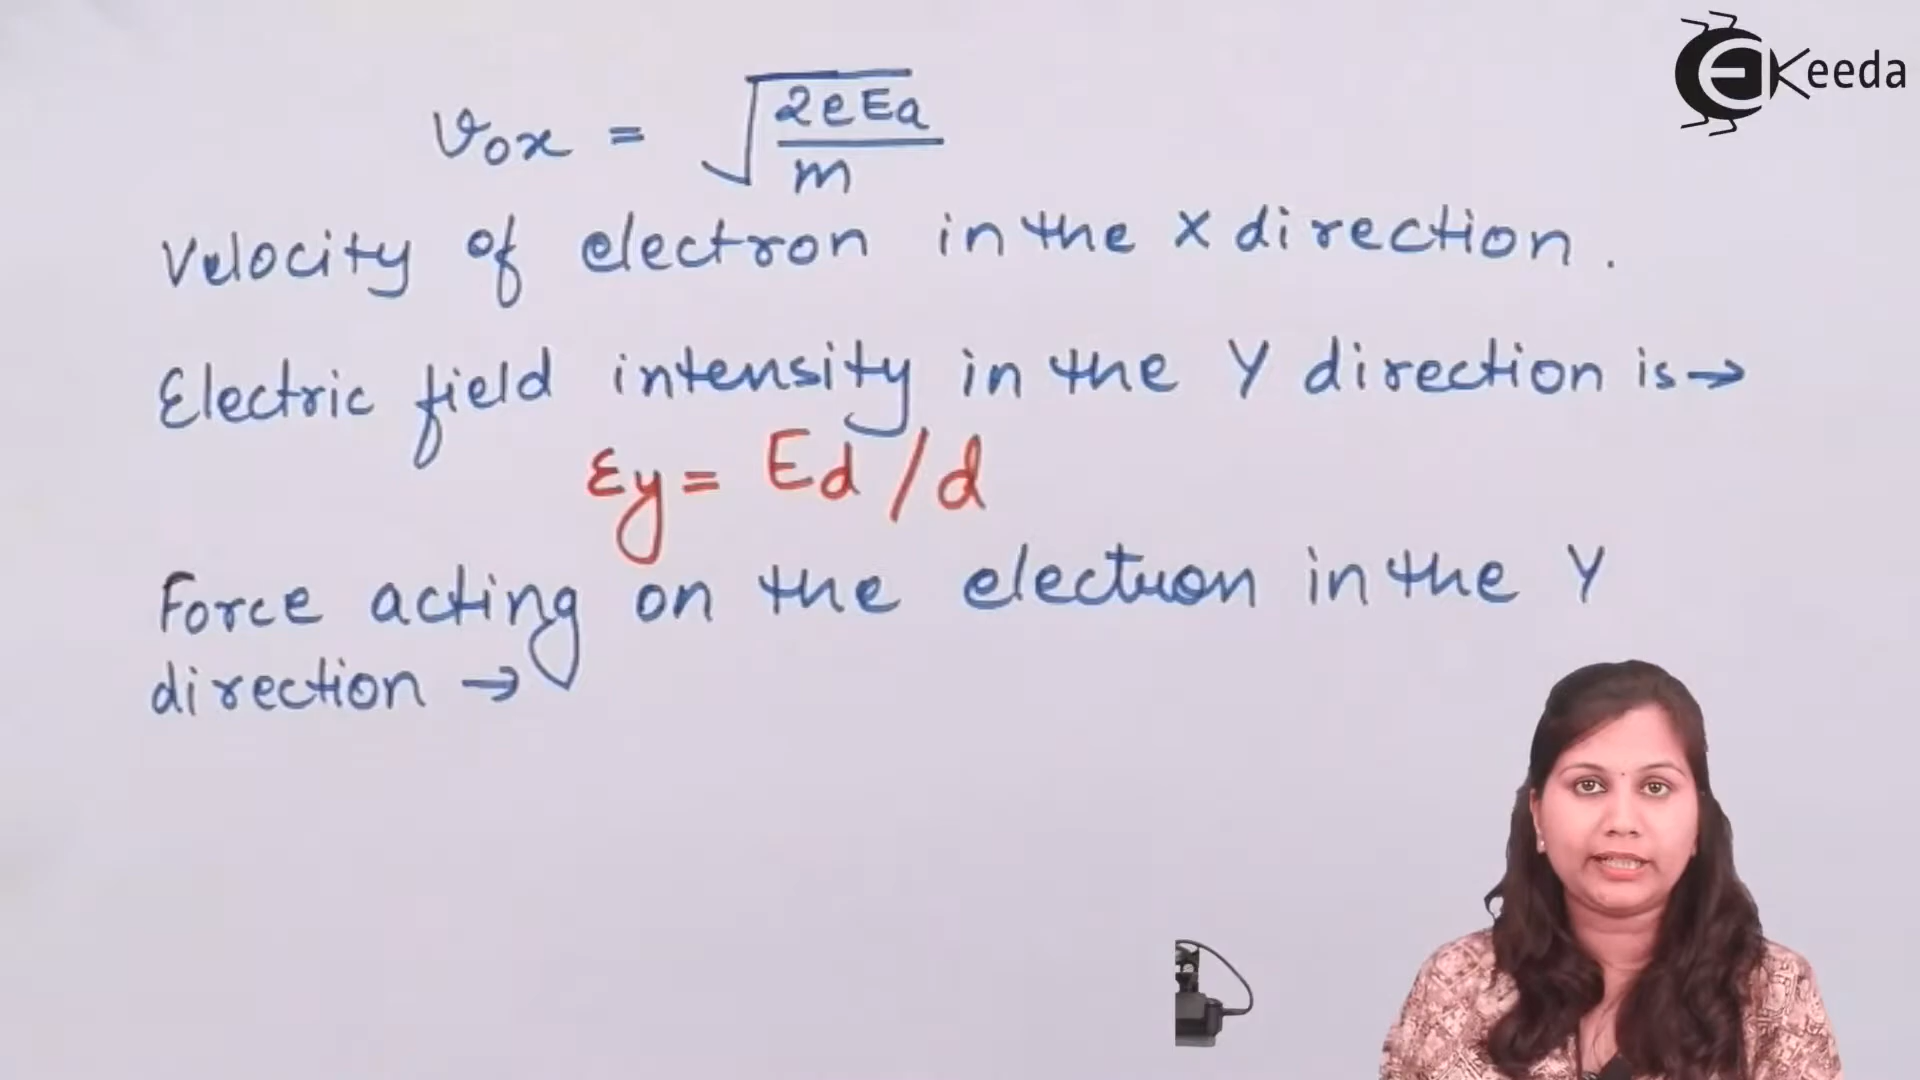 EKeeda
v₀ₓ = √(2eEa/m)
Velocity of electron in the X direction.
Electric field intensity in the Y direction is →
εy = Ed/d
Force acting on the electron in the Y
direction →